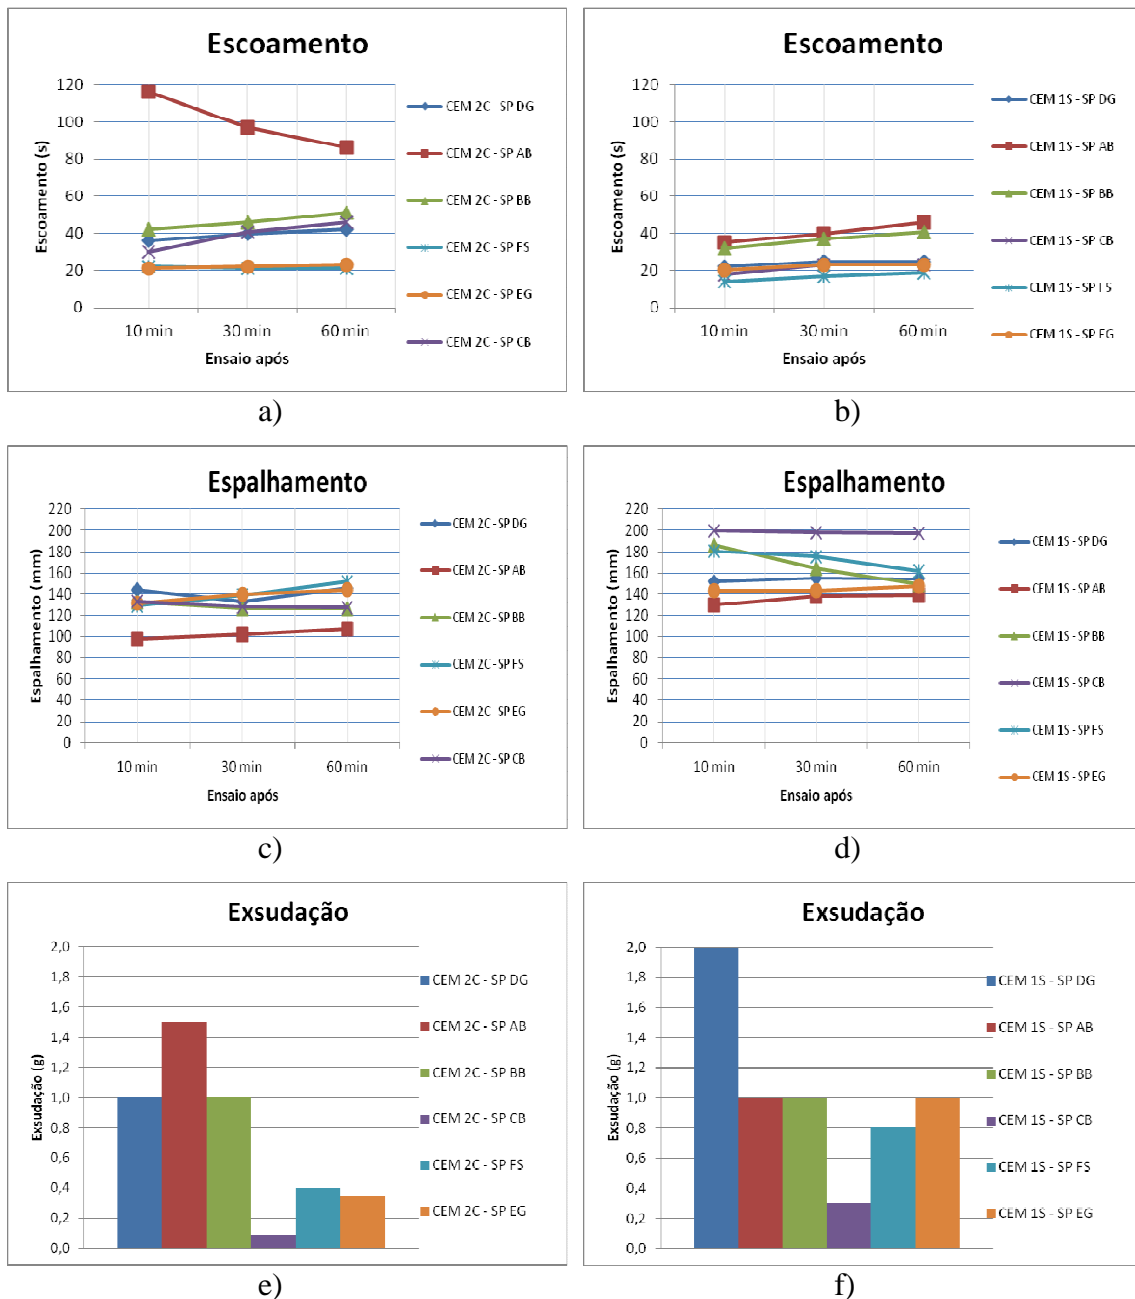 Escoamento
120
100
80
60
40
20
0
Escoamento (s)
10 min 30 min 60 min
Ensaio após
CEM 2C - SP DG
CEM 2C - SP AB
CEM 2C - SP BB
CEM 2C - SP FS
CEM 2C - SP EG
CEM 2C - SP CB
a)
Escoamento
120
100
80
60
40
20
0
Escoamento (s)
10 min 30 min 60 min
Ensaio após
CEM 1S - SP DG
CEM 1S - SP AB
CEM 1S - SP BB
CEM 1S - SP CB
CEM 1S - SP FS
CEM 1S - SP EG
b)
Espalhamento
220
200
180
160
140
120
100
80
60
40
20
0
Espalhamento (mm)
10 min 30 min 60 min
Ensaio após
CEM 2C - SP DG
CEM 2C - SP AB
CEM 2C - SP BB
CEM 2C - SP FS
CEM 2C - SP EG
CEM 2C - SP CB
c)
Espalhamento
220
200
180
160
140
120
100
80
60
40
20
0
Espalhamento (mm)
10 min 30 min 60 min
Ensaio após
CEM 1S - SP DG
CEM 1S - SP AB
CEM 1S - SP BB
CEM 1S - SP CB
CEM 1S - SP FS
CEM 1S - SP EG
d)
Exsudação
2,0
1,8
1,6
1,4
1,2
1,0
0,8
0,6
0,4
0,2
0,0
Exsudação (g)
CEM 2C - SP DG
CEM 2C - SP AB
CEM 2C - SP BB
CEM 2C - SP CB
CEM 2C - SP FS
CEM 2C - SP EG
e)
Exsudação
2,0
1,8
1,6
1,4
1,2
1,0
0,8
0,6
0,4
0,2
0,0
Exsudação (g)
CEM 1S - SP DG
CEM 1S - SP AB
CEM 1S - SP BB
CEM 1S - SP CB
CEM 1S - SP FS
CEM 1S - SP EG
f)